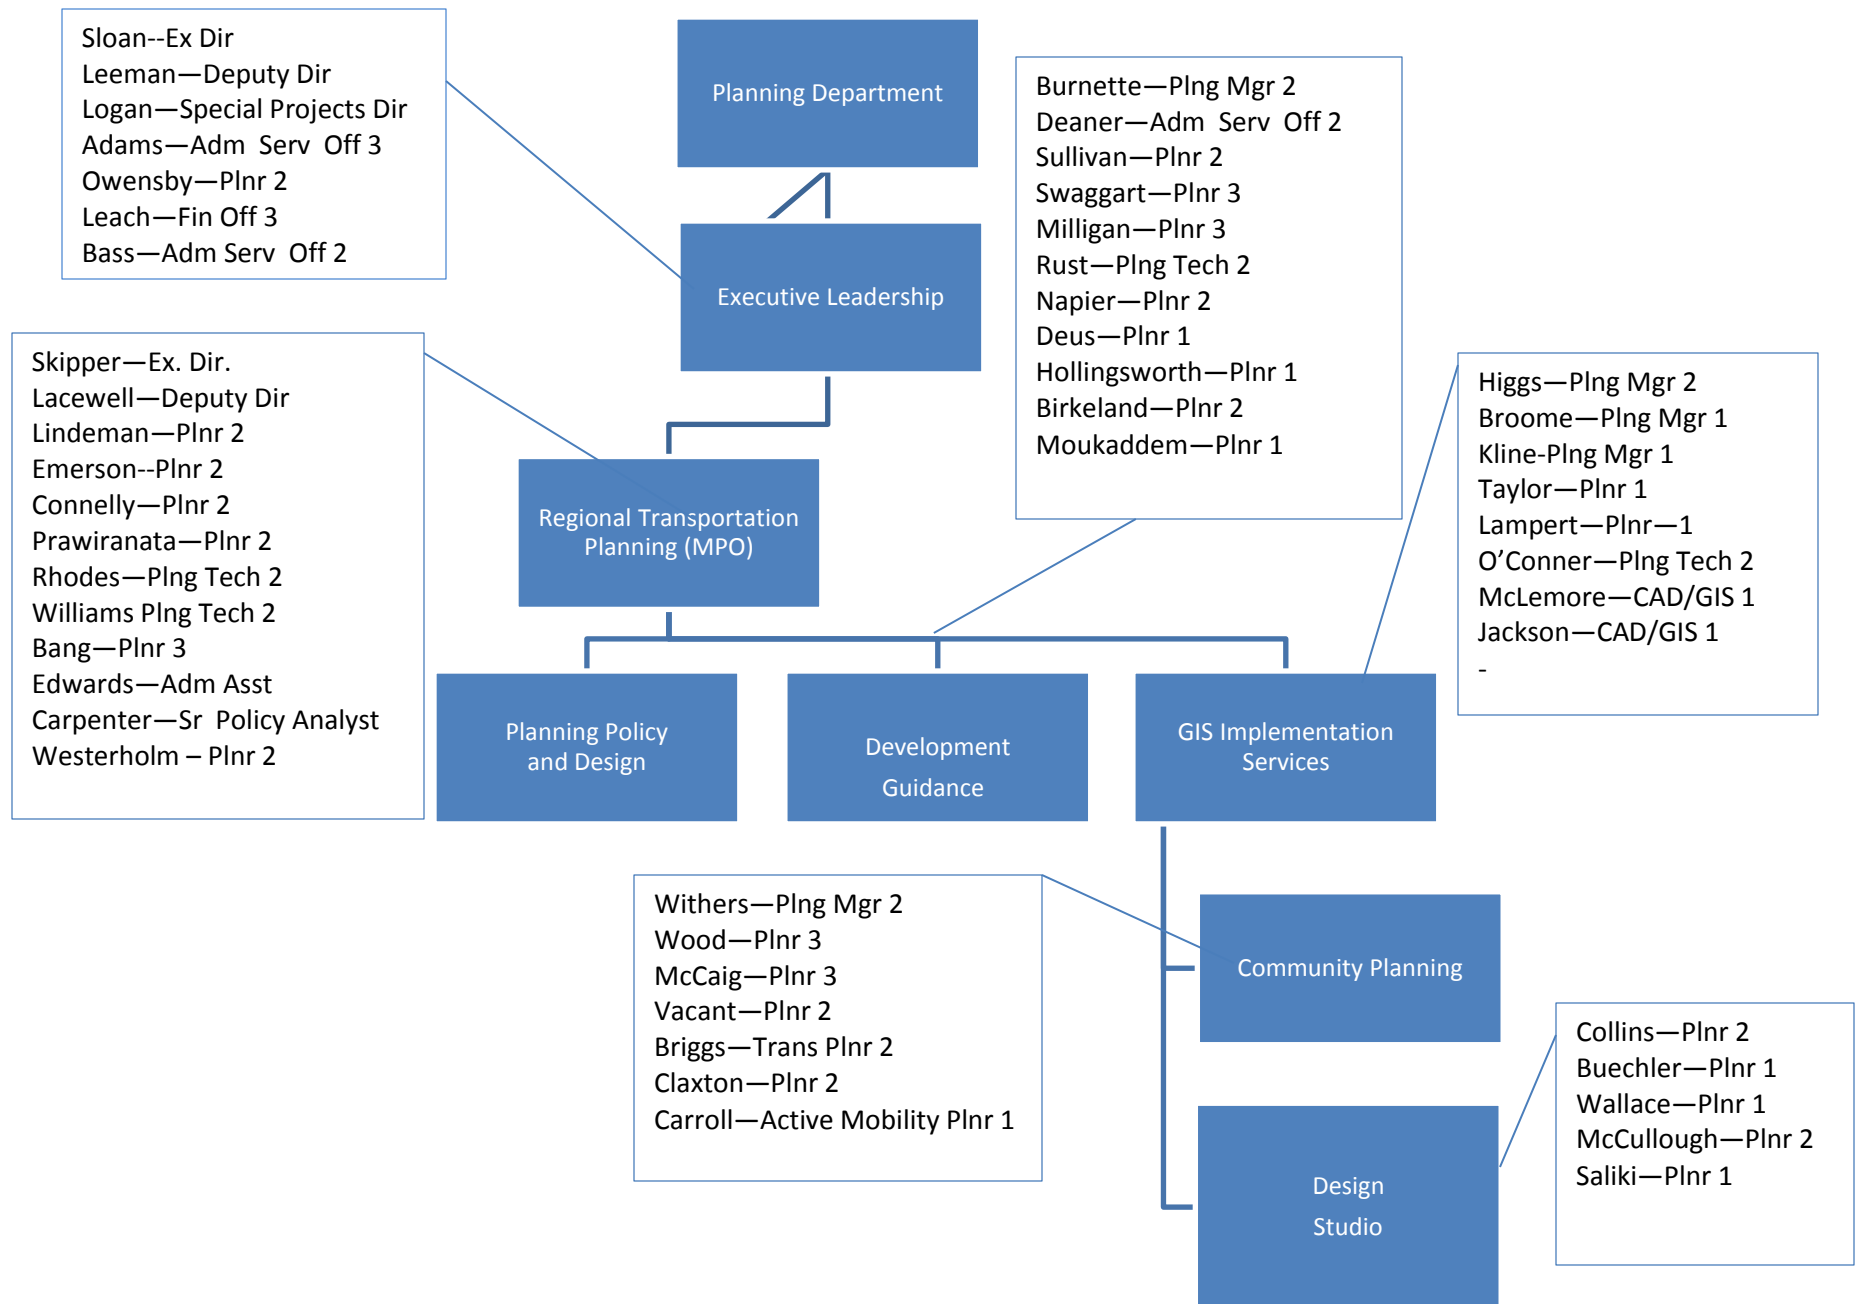 Sloan--Ex Dir
Leeman—Deputy Dir
Logan—Special Projects Dir
Adams—Adm  Serv  Off 3
Owensby—Plnr 2
Leach—Fin Off 3
Bass—Adm Serv  Off 2
Planning Department
Executive Leadership
Burnette—Plng Mgr 2
Deaner—Adm  Serv  Off 2
Sullivan—Plnr 2
Swaggart—Plnr 3
Milligan—Plnr 3
Rust—Plng Tech 2
Napier—Plnr 2
Deus—Plnr 1
Hollingsworth—Plnr 1
Birkeland—Plnr 2
Moukaddem—Plnr 1
Skipper—Ex. Dir.
Lacewell—Deputy Dir
Lindeman—Plnr 2
Emerson--Plnr 2
Connelly—Plnr 2
Prawiranata—Plnr 2
Rhodes—Plng Tech 2
Williams Plng Tech 2
Bang—Plnr 3
Edwards—Adm Asst
Carpenter—Sr  Policy Analyst
Westerholm – Plnr 2
Regional Transportation
Planning (MPO)
Higgs—Plng Mgr 2
Broome—Plng Mgr 1
Kline-Plng Mgr 1
Taylor—Plnr 1
Lampert—Plnr—1
O’Conner—Plng Tech 2
McLemore—CAD/GIS 1
Jackson—CAD/GIS 1
-
Planning Policy
and Design
Development
Guidance
GIS Implementation
Services
Withers—Plng Mgr 2
Wood—Plnr 3
McCaig—Plnr 3
Vacant—Plnr 2
Briggs—Trans Plnr 2
Claxton—Plnr 2
Carroll—Active Mobility Plnr 1
Community Planning
Collins—Plnr 2
Buechler—Plnr 1
Wallace—Plnr 1
McCullough—Plnr 2
Saliki—Plnr 1
Design
Studio